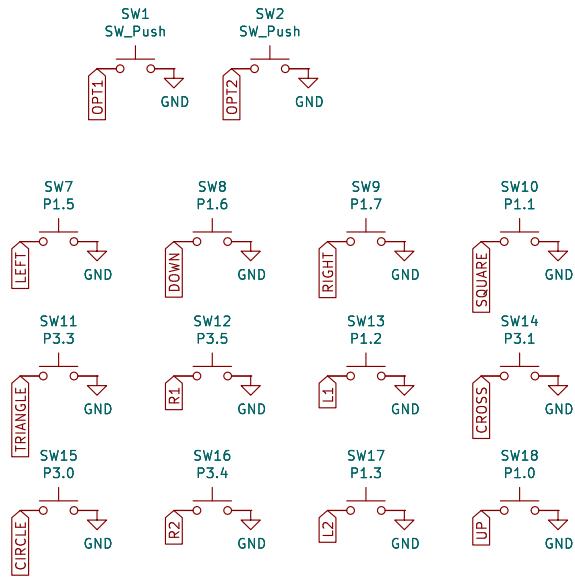 SW1
SW_Push
OPT1
GND
SW2
SW_Push
OPT2
GND
SW7
P1.5
LEFT
GND
SW8
P1.6
DOWN
GND
SW9
P1.7
RIGHT
GND
SW10
P1.1
SQUARE
GND
SW11
P3.3
TRIANGLE
GND
SW12
P3.5
R1
GND
SW13
P1.2
L1
GND
SW14
P3.1
CROSS
GND
SW15
P3.0
CIRCLE
GND
SW16
P3.4
R2
GND
SW17
P1.3
L2
GND
SW18
P1.0
UP
GND